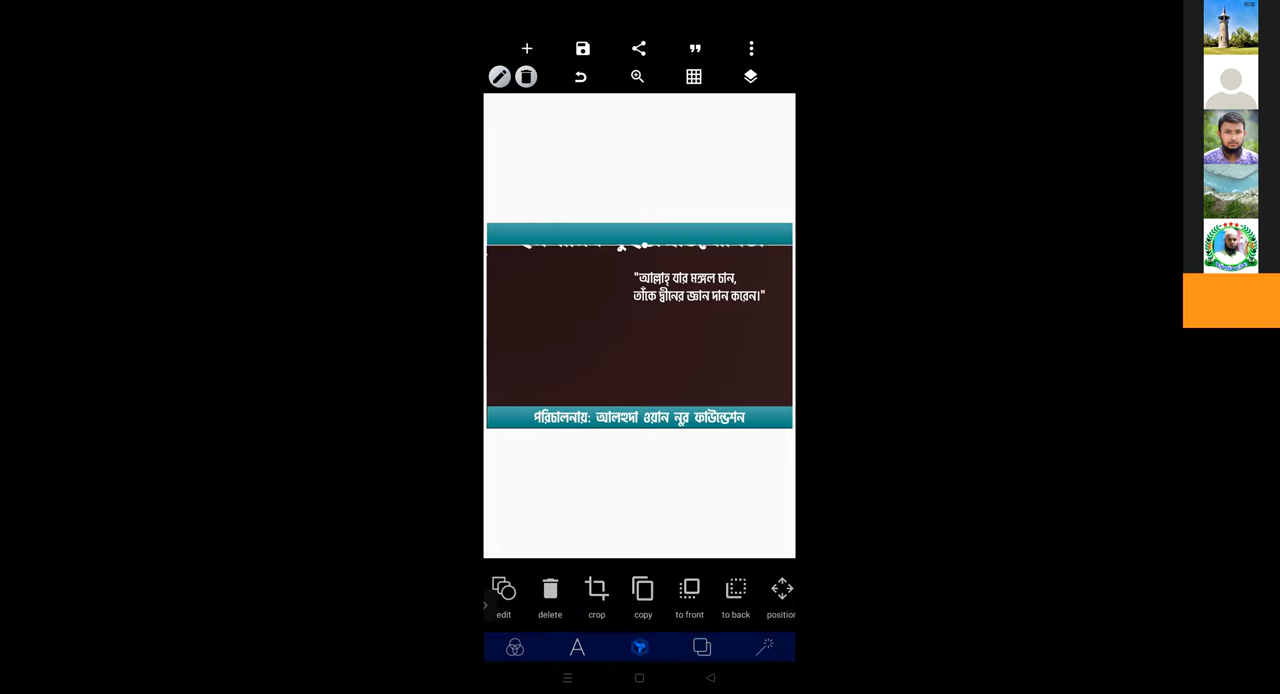 "আল্লাহ্ যার মঙ্গল চান,
তাঁকে দ্বীনের জ্ঞান দান করেন।"
পরিচালনায়: আলহুদা ওয়ান নূর ফাউন্ডেশন
edit
delete
crop
copy
to front
to back
position